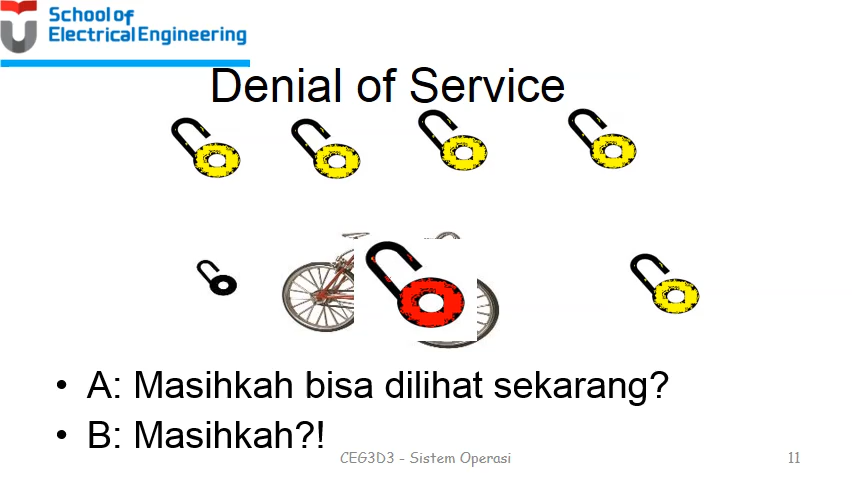 School of
Electrical Engineering
Denial of Service
• A: Masihkah bisa dilihat sekarang?
• B: Masihkah?!
CEG3D3 - Sistem Operasi
11